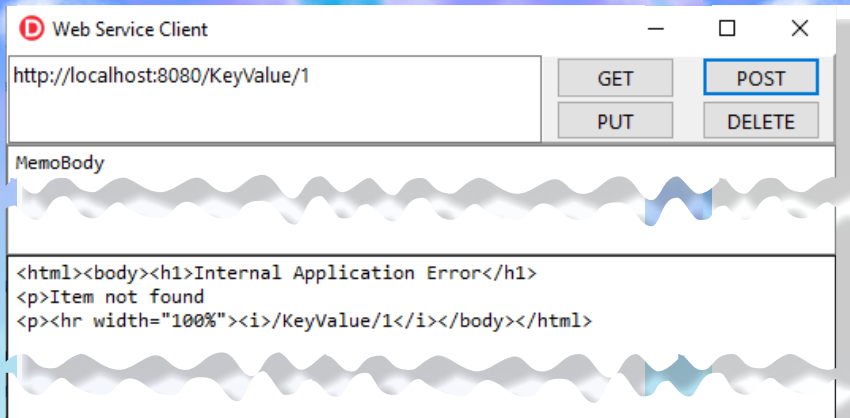 Web Service Client
http://localhost:8080/KeyValue/1
GET
POST
PUT
DELETE
MemoBody
<html><body><h1>Internal Application Error</h1>
<p>Item not found
<p><hr width="100%"><i>/KeyValue/1</i></body></html>